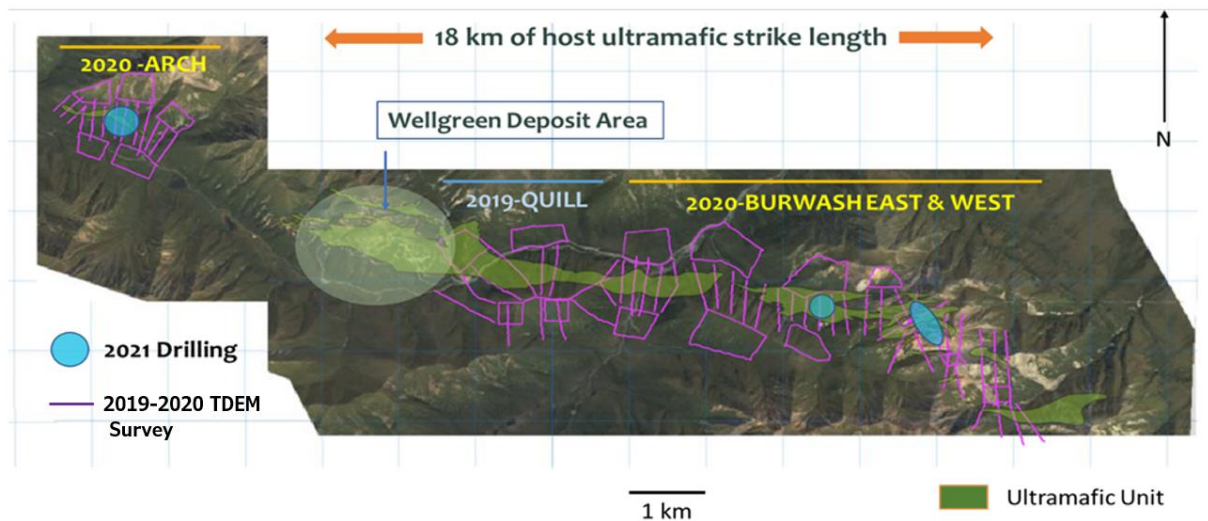 18 km of host ultramafic strike length
2020 -ARCH
Wellgreen Deposit Area
N
2019-QUILL
2020-BURWASH EAST & WEST
2021 Drilling
2019-2020 TDEM
Survey
1 km
Ultramafic Unit